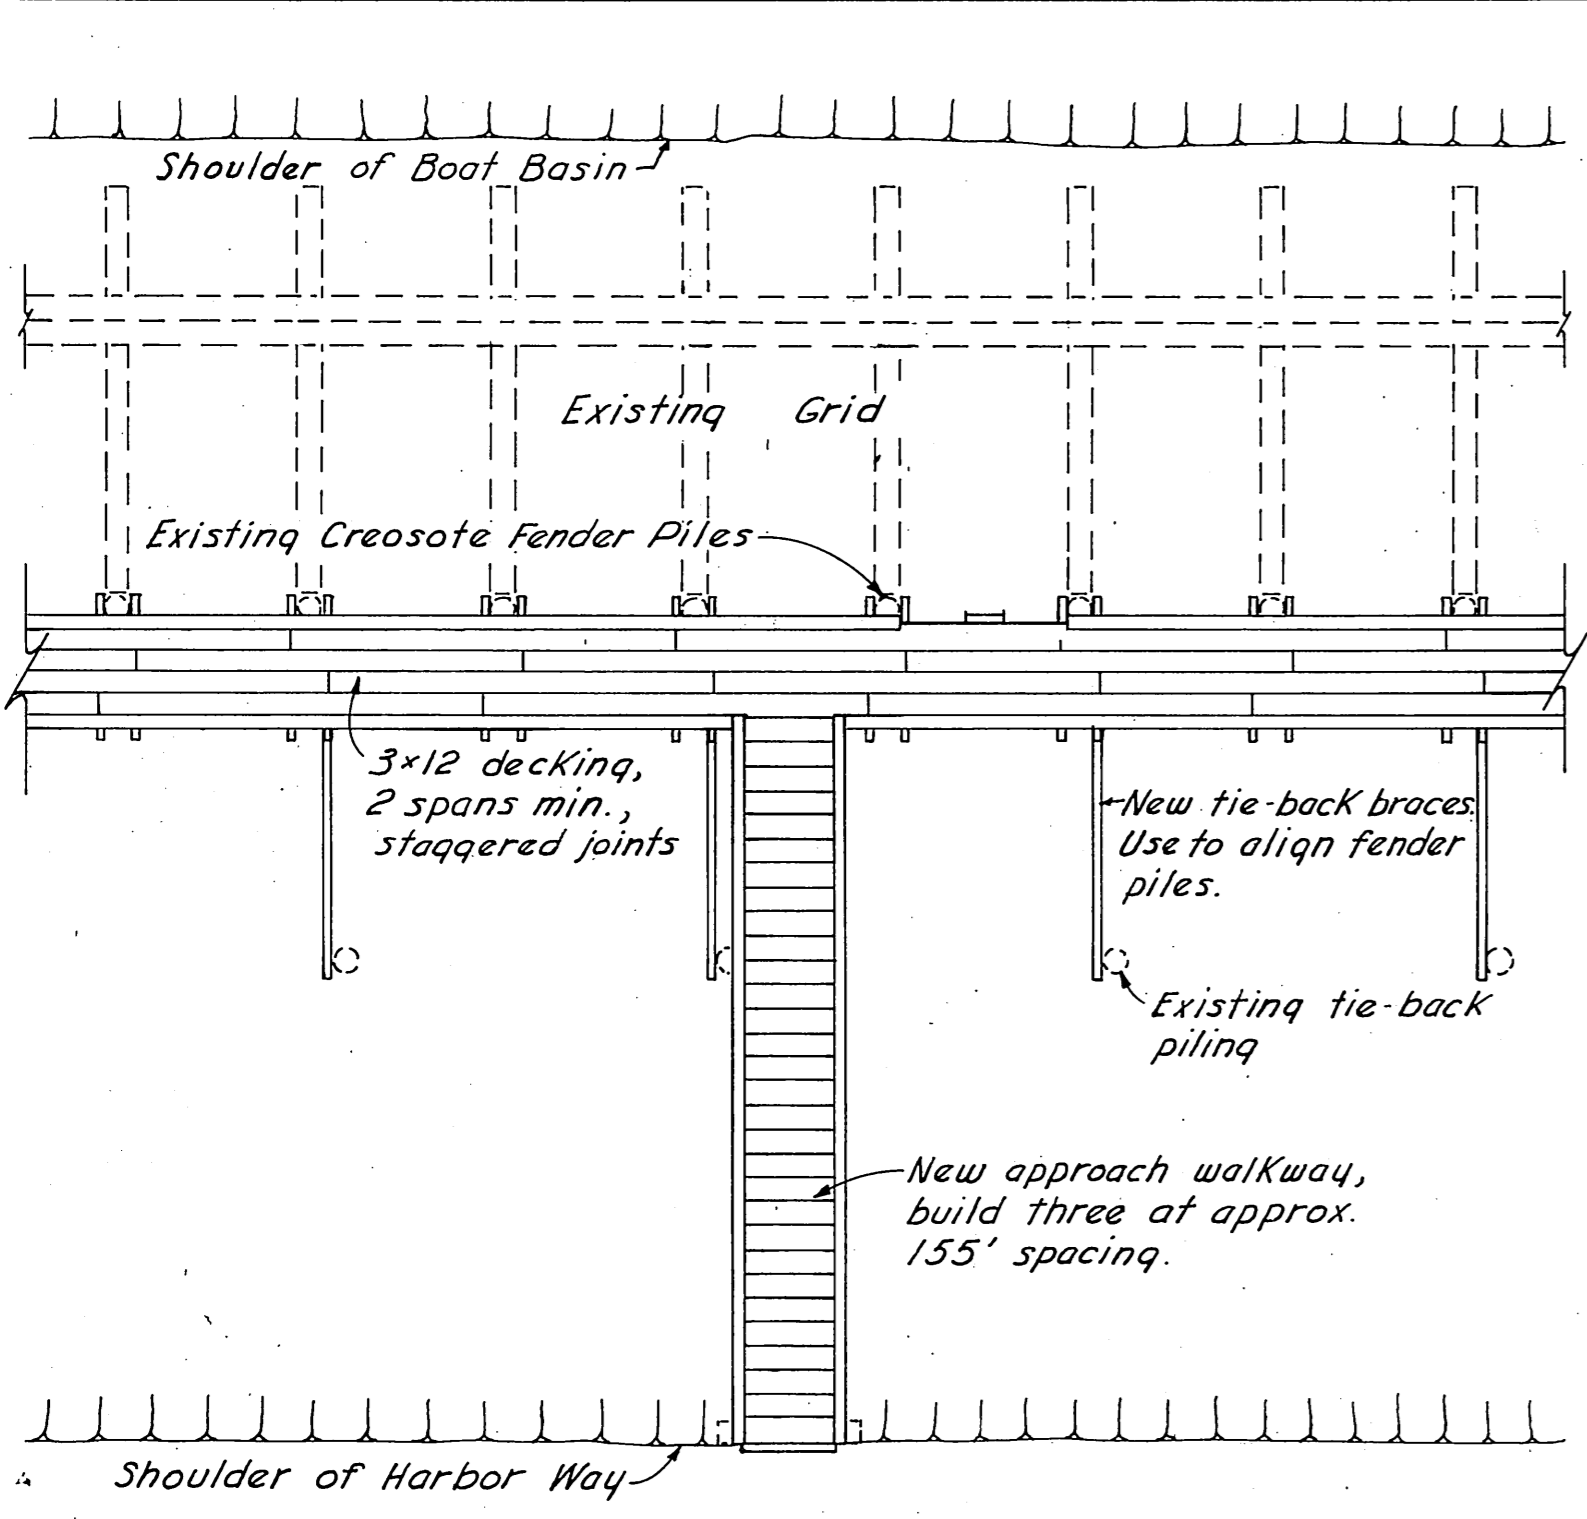 Shoulder of Boat Basin
Existing Grid
Existing Creosote Fender Piles
3×12 decking,
2 spans min.,
staggered joints
New tie-back braces.
Use to align fender
piles.
Existing tie-back
piling
New approach walkway,
build three at approx.
155' spacing.
Shoulder of Harbor Way